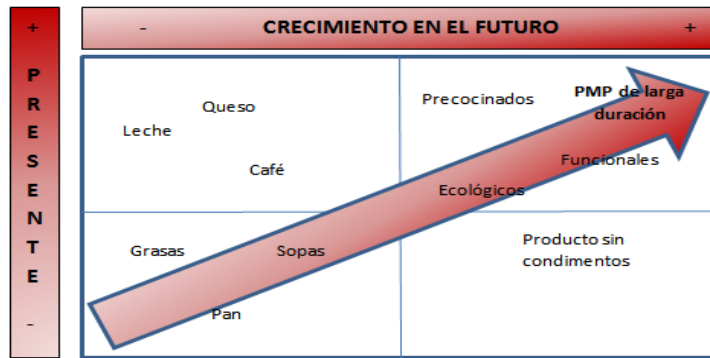 - CRECIMIENTO EN EL FUTURO +
+
P
R
E
S
E
N
T
E
-
Queso
Leche
Café
Precocinados
PMP de larga
duración
Funcionales
Ecológicos
Grasas
Sopas
Pan
Producto sin
condimentos